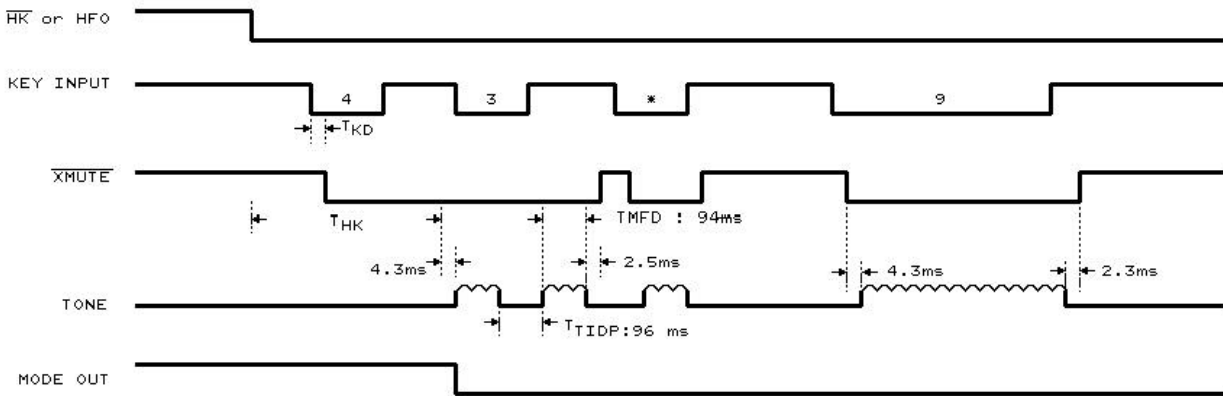 HK or HFO
KEY INPUT
4
3
*
9
TKD
XMUTE
THK
TMFD : 94ms
4.3ms
2.5ms
4.3ms
2.3ms
TONE
TTIDP:96 ms
MODE OUT